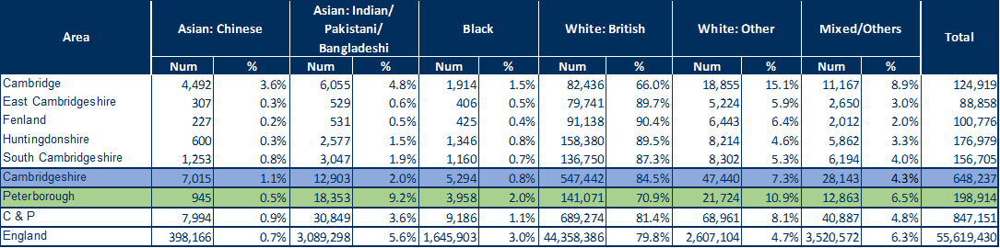 Area Asian: Chinese Asian: Indian/ Pakistani/ Bangladeshi Black White: British White: Other Mixed/Others Total
Num % Num % Num % Num % Num % Num %
Cambridge 4,492 3.6% 6,055 4.8% 1,914 1.5% 82,436 66.0% 18,855 15.1% 11,167 8.9% 124,919
East Cambridgeshire 307 0.3% 529 0.6% 406 0.5% 79,741 89.7% 5,224 5.9% 2,650 3.0% 88,858
Fenland 227 0.2% 531 0.5% 425 0.4% 91,138 90.4% 6,443 6.4% 2,012 2.0% 100,776
Huntingdonshire 600 0.3% 2,577 1.5% 1,346 0.8% 158,380 89.5% 8,214 4.6% 5,862 3.3% 176,979
South Cambridgeshire 1,253 0.8% 3,047 1.9% 1,160 0.7% 136,750 87.3% 8,302 5.3% 6,194 4.0% 156,705
Cambridgeshire 7,015 1.1% 12,903 2.0% 5,294 0.8% 547,442 84.5% 47,440 7.3% 28,143 4.3% 648,237
Peterborough 945 0.5% 18,353 9.2% 3,958 2.0% 141,071 70.9% 21,724 10.9% 12,863 6.5% 198,914
C & P 7,994 0.9% 30,849 3.6% 9,186 1.1% 689,274 81.4% 68,961 8.1% 40,887 4.8% 847,151
England 398,166 0.7% 3,089,298 5.6% 1,645,903 3.0% 44,358,386 79.8% 2,607,104 4.7% 3,520,572 6.3% 55,619,430